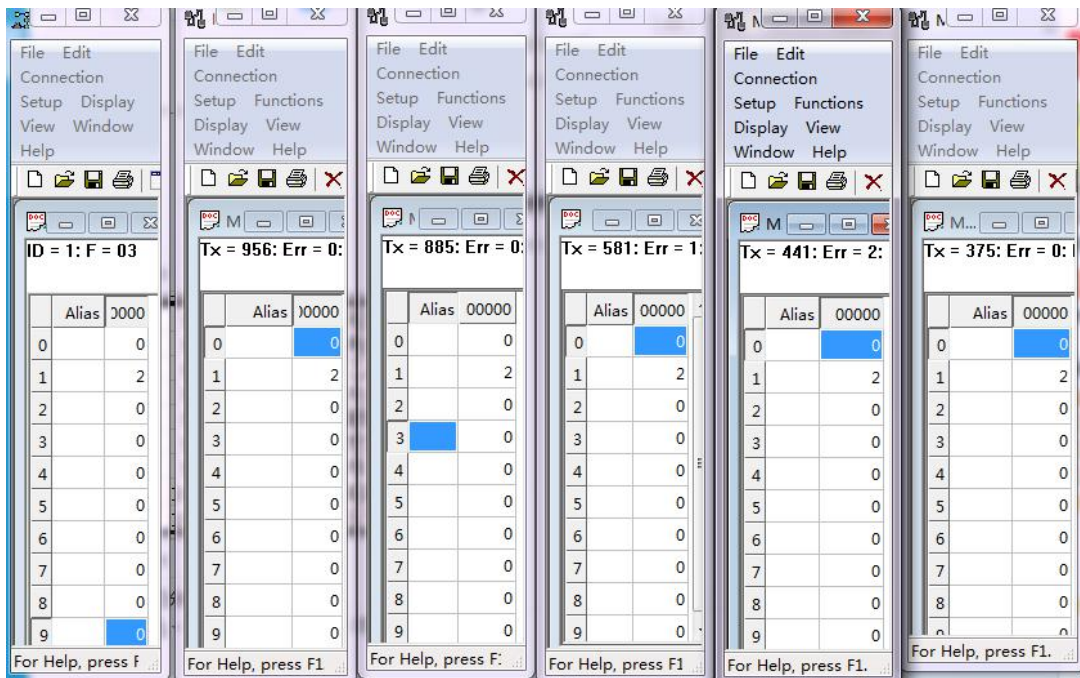 File Edit
Connection
Setup Display
View Window
Help
ID = 1: F = 03
Alias 0000
0 0
1 2
2 0
3 0
4 0
5 0
6 0
7 0
8 0
9 0
For Help, press F
File Edit
Connection
Setup Functions
Display View
Window Help
M
Tx = 956: Err = 0:
Alias 00000
0 0
1 2
2 0
3 0
4 0
5 0
6 0
7 0
8 0
9 0
For Help, press F1
File Edit
Connection
Setup Functions
Display View
Window Help
Tx = 885: Err = 0:
Alias 00000
0 0
1 2
2 0
3 0
4 0
5 0
6 0
7 0
8 0
9 0
For Help, press F
File Edit
Connection
Setup Functions
Display View
Window Help
Tx = 581: Err = 1:
Alias 00000
0 0
1 2
2 0
3 0
4 0
5 0
6 0
7 0
8 0
9 0
For Help, press F1
File Edit
Connection
Setup Functions
Display View
Window Help
M
Tx = 441: Err = 2:
Alias 00000
0 0
1 2
2 0
3 0
4 0
5 0
6 0
7 0
8 0
9 0
For Help, press F1.
File Edit
Connection
Setup Functions
Display View
Window Help
M...
Tx = 375: Err = 0:
Alias 00000
0 0
1 2
2 0
3 0
4 0
5 0
6 0
7 0
8 0
For Help, press F1.